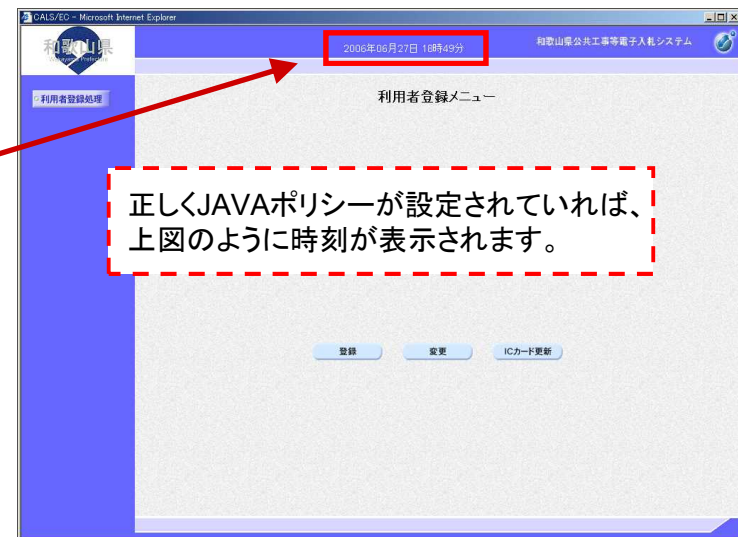 CALS/EC - Microsoft Internet Explorer
和歌山県
Wakayama Prefecture
2006年06月27日 18時49分
和歌山県公共工事等電子入札システム
利用者登録処理
利用者登録メニュー
正しくJAVAポリシーが設定されていれば、
上図のように時刻が表示されます。
登録
変更
ICカード更新